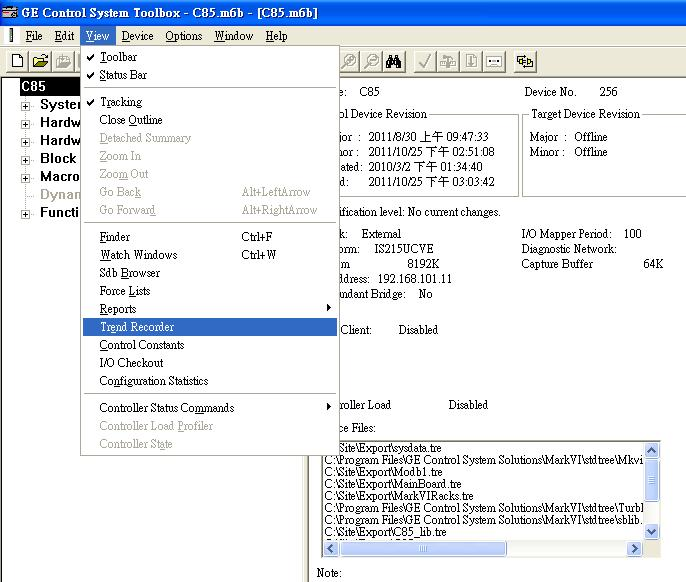 GE Control System Toolbox - C85.m6b - [C85.m6b]
File Edit View Device Options Window Help
C85
Syster
Hardw
Hardw
Block
Macro
Dynan
Functi
Toolbar
Status Bar
Tracking
Close Outline
Detached Summary
Zoom In
Zoom Out
Go Back Alt+LeftArrow
Go Forward Alt+RightArrow
Finder Ctrl+F
Watch Windows Ctrl+W
Sdb Browser
Force Lists
Reports
Trend Recorder
Control Constants
I/O Checkout
Configuration Statistics
Controller Status Commands
Controller Load Profiler
Controller State
e: C85 Device No. 256
ol Device Revision Target Device Revision
ajor : 2011/8/30 上午 09:47:33 Major : Offline
nor : 2011/10/25 下午 02:51:08 Minor : Offline
ated: 2010/3/2 下午 01:34:40
d: 2011/10/25 下午 03:03:42
ification level: No current changes.
k: External I/O Mapper Period: 100
orm: IS215UCVE Diagnostic Network:
m 8192K Capture Buffer 64K
ddress: 192.168.101.11
undant Bridge: No
Client: Disabled
roller Load Disabled
ce Files:
C:\Site\Export\sysdata.tre
C:\Program Files\GE Control System Solutions\MarkVI\stdtree\Mkvi
C:\Site\Export\Modb1.tre
C:\Site\Export\MainBoard.tre
C:\Site\Export\MarkVIRacks.tre
C:\Program Files\GE Control System Solutions\MarkVI\stdtree\Turbl
C:\Program Files\GE Control System Solutions\MarkVI\stdtree\sblib.
C:\Site\Export\C85_lib.tre
Note: